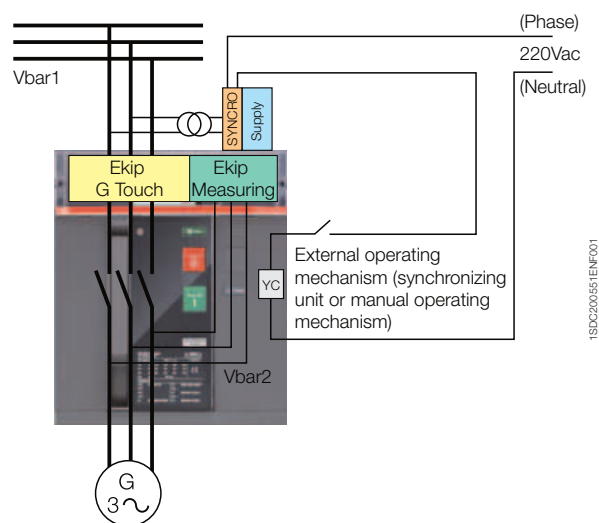 (Phase)
220Vac
(Neutral)
Vbar1
SYNCRO
Supply
Ekip
G Touch
Ekip
Measuring
External operating
mechanism (synchronizing
unit or manual operating
mechanism)
YC
Vbar2
G
3
1SDC200551ENF001